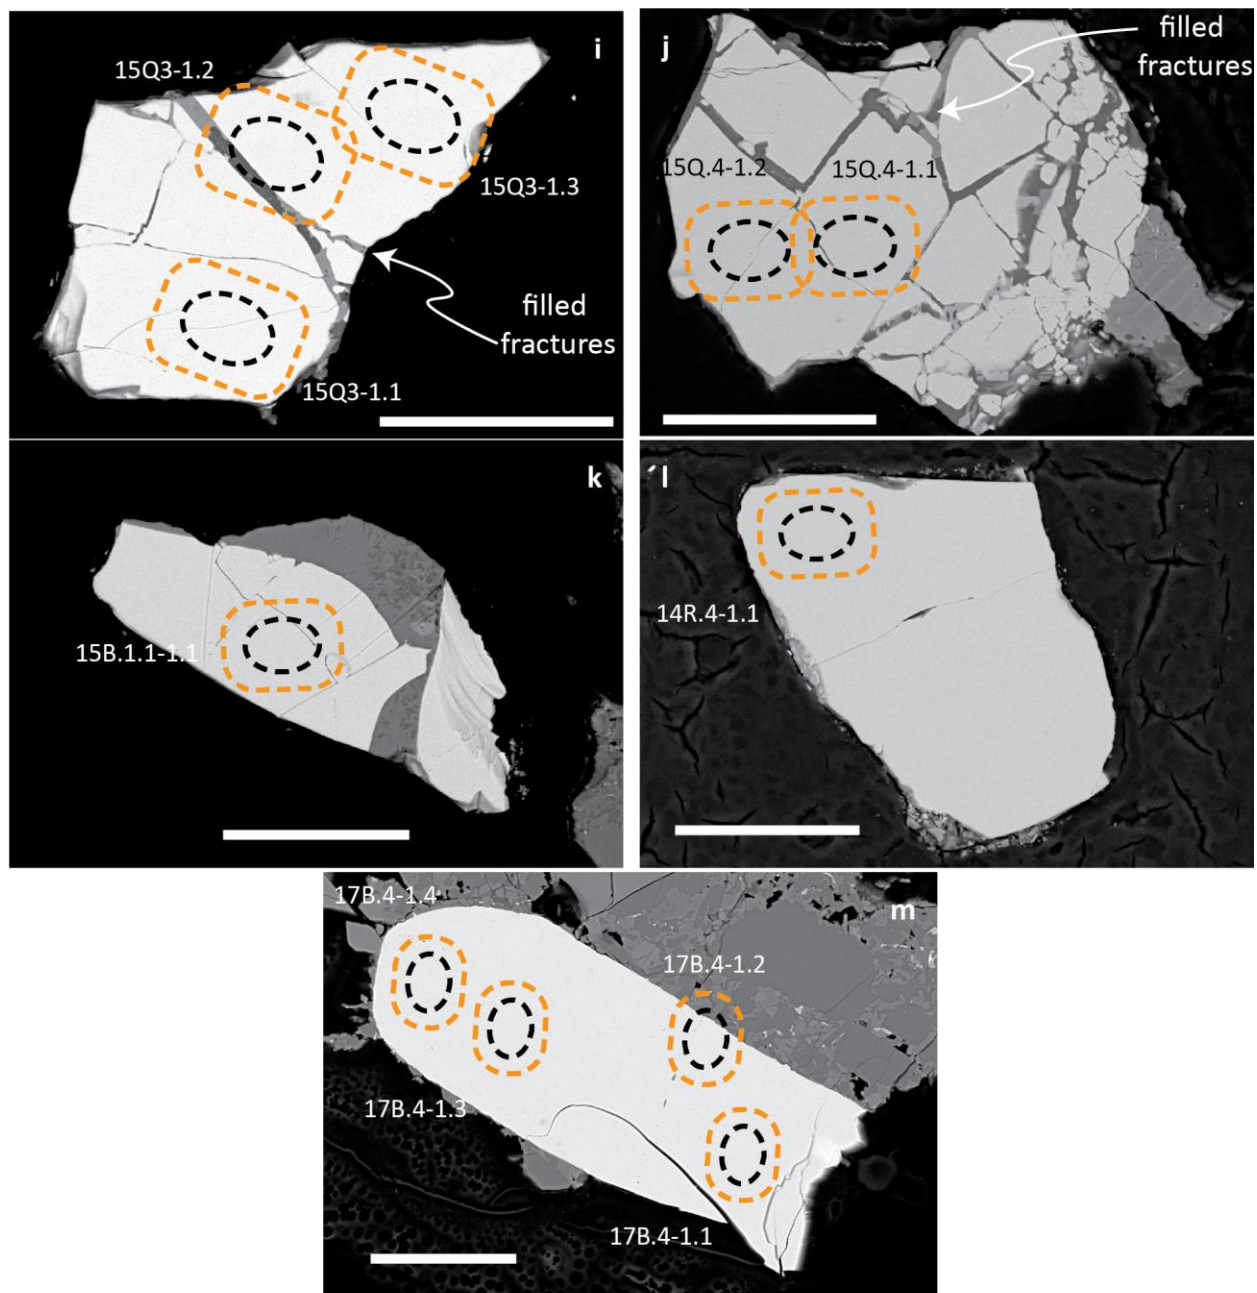 i
15Q3-1.2
15Q3-1.3
filled
fractures
15Q3-1.1
j
filled
fractures
15Q.4-1.2
15Q.4-1.1
k
15B.1.1-1.1
´l
14R.4-1.1
m
17B.4-1.4
17B.4-1.2
17B.4-1.3
17B.4-1.1